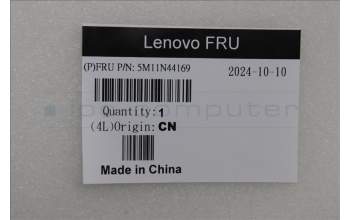 Lenovo FRU
(P)FRU P/N: 5M11N44169
2024-10-10
Quantity:1
(4L)Origin:CN
Made in China